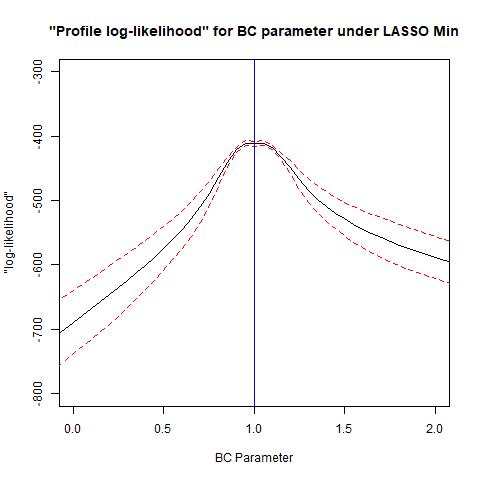 "Profile log-likelihood" for BC parameter under LASSO Min
"log-likelihood"
-300
-400
-500
-600
-700
-800
0.0 0.5 1.0 1.5 2.0
BC Parameter